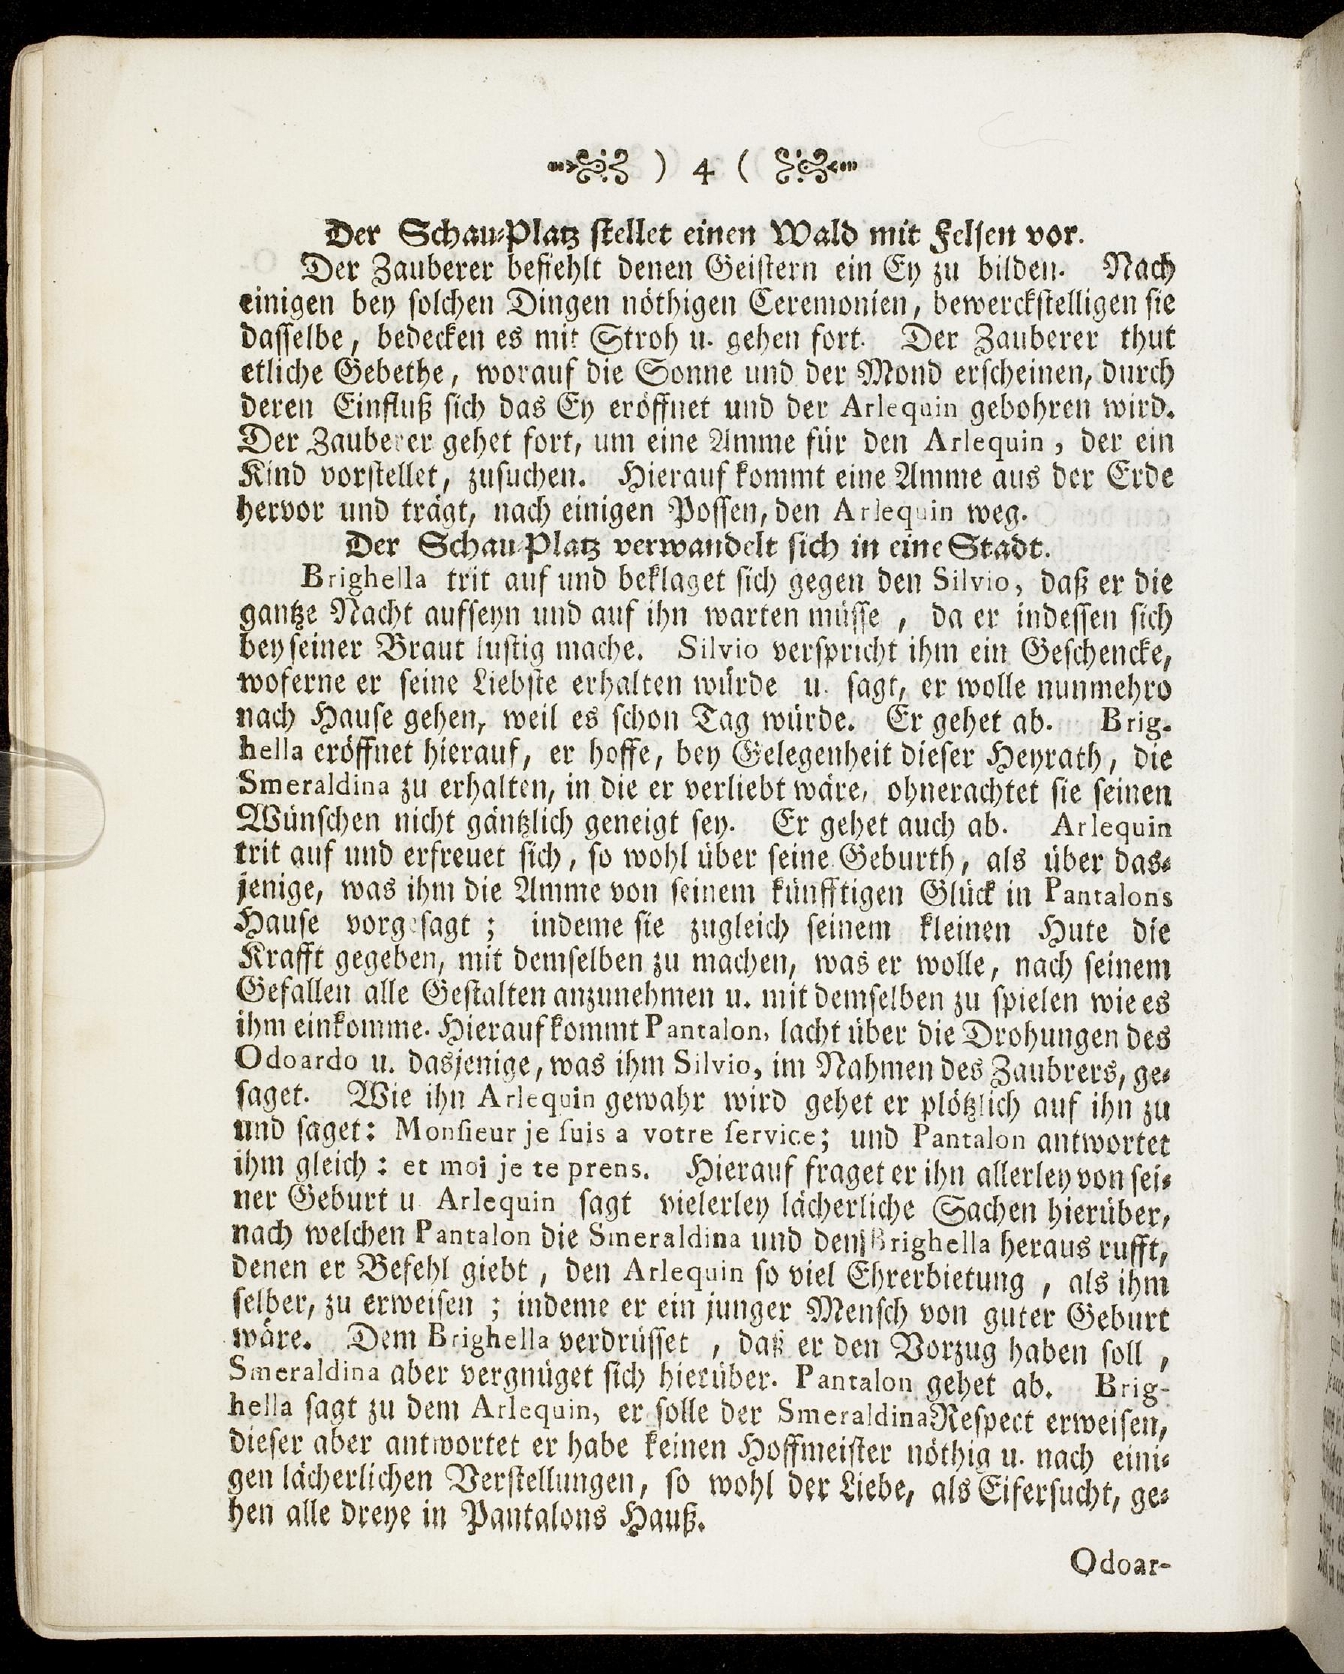 ) 4 (
Der Schau-Platz stellet einen Wald mit Felsen vor.
Der Zauberer befiehlt denen Geistern ein Ey zu bilden. Nach
einigen bey solchen Dingen nöthigen Ceremonien, bewerckstelligen sie
dasselbe, bedecken es mit Stroh u. gehen fort. Der Zauberer thut
etliche Gebethe, worauf die Sonne und der Mond erscheinen, durch
deren Einfluß sich das Ey eröffnet und der Arlequin gebohren wird.
Der Zauberer gehet fort, um eine Amme für den Arlequin, der ein
Kind vorstellet, zusuchen. Hierauf kommt eine Amme aus der Erde
hervor und trägt, nach einigen Possen, den Arlequin weg.
Der Schau-Platz verwandelt sich in eine Stadt.
Brighella trit auf und beklaget sich gegen den Silvio, daß er die
gantze Nacht aufseyn und auf ihn warten müsse, da er indessen sich
bey seiner Braut lustig mache. Silvio verspricht ihm ein Geschencke,
woferne er seine Liebste erhalten würde u. sagt, er wolle nunmehro
nach Hause gehen, weil es schon Tag würde. Er gehet ab. Brig-
hella eröffnet hierauf, er hoffe, bey Gelegenheit dieser Heyrath, die
Smeraldina zu erhalten, in die er verliebt wäre, ohnerachtet sie seinen
Wünschen nicht gäntzlich geneigt sey. Er gehet auch ab. Arlequin
trit auf und erfreuet sich, so wohl über seine Geburth, als über das-
jenige, was ihm die Amme von seinem künfftigen Glück in Pantalons
Hause vorgesagt; indeme sie zugleich seinem kleinen Hute die
Krafft gegeben, mit demselben zu machen, was er wolle, nach seinem
Gefallen alle Gestalten anzunehmen u. mit demselben zu spielen wie es
ihm einkomme. Hierauf kommt Pantalon, lacht über die Drohungen des
Odoardo u. dasjenige, was ihm Silvio, im Nahmen des Zaubrers, ge-
saget. Wie ihn Arlequin gewahr wird gehet er plötzlich auf ihn zu
und saget: Monsieur je suis a votre service; und Pantalon antwortet
ihm gleich: et moi je te prens. Hierauf fraget er ihn allerley von sei-
ner Geburt u Arlequin sagt vielerley lächerliche Sachen hierüber,
nach welchen Pantalon die Smeraldina und den Brighella heraus rufft,
denen er Befehl giebt, den Arlequin so viel Ehrerbietung, als ihm
selber, zu erweisen; indeme er ein junger Mensch von guter Geburt
wäre. Dem Brighella verdrüsset, daß er den Vorzug haben soll,
Smeraldina aber vergnüget sich hierüber. Pantalon gehet ab. Brig-
hella sagt zu dem Arlequin, er solle der Smeraldina Respect erweisen,
dieser aber antwortet er habe keinen Hoffmeister nöthig u. nach eini-
gen lächerlichen Verstellungen, so wohl der Liebe, als Eifersucht, ge-
hen alle dreye in Pantalons Hauß.
Odoar-